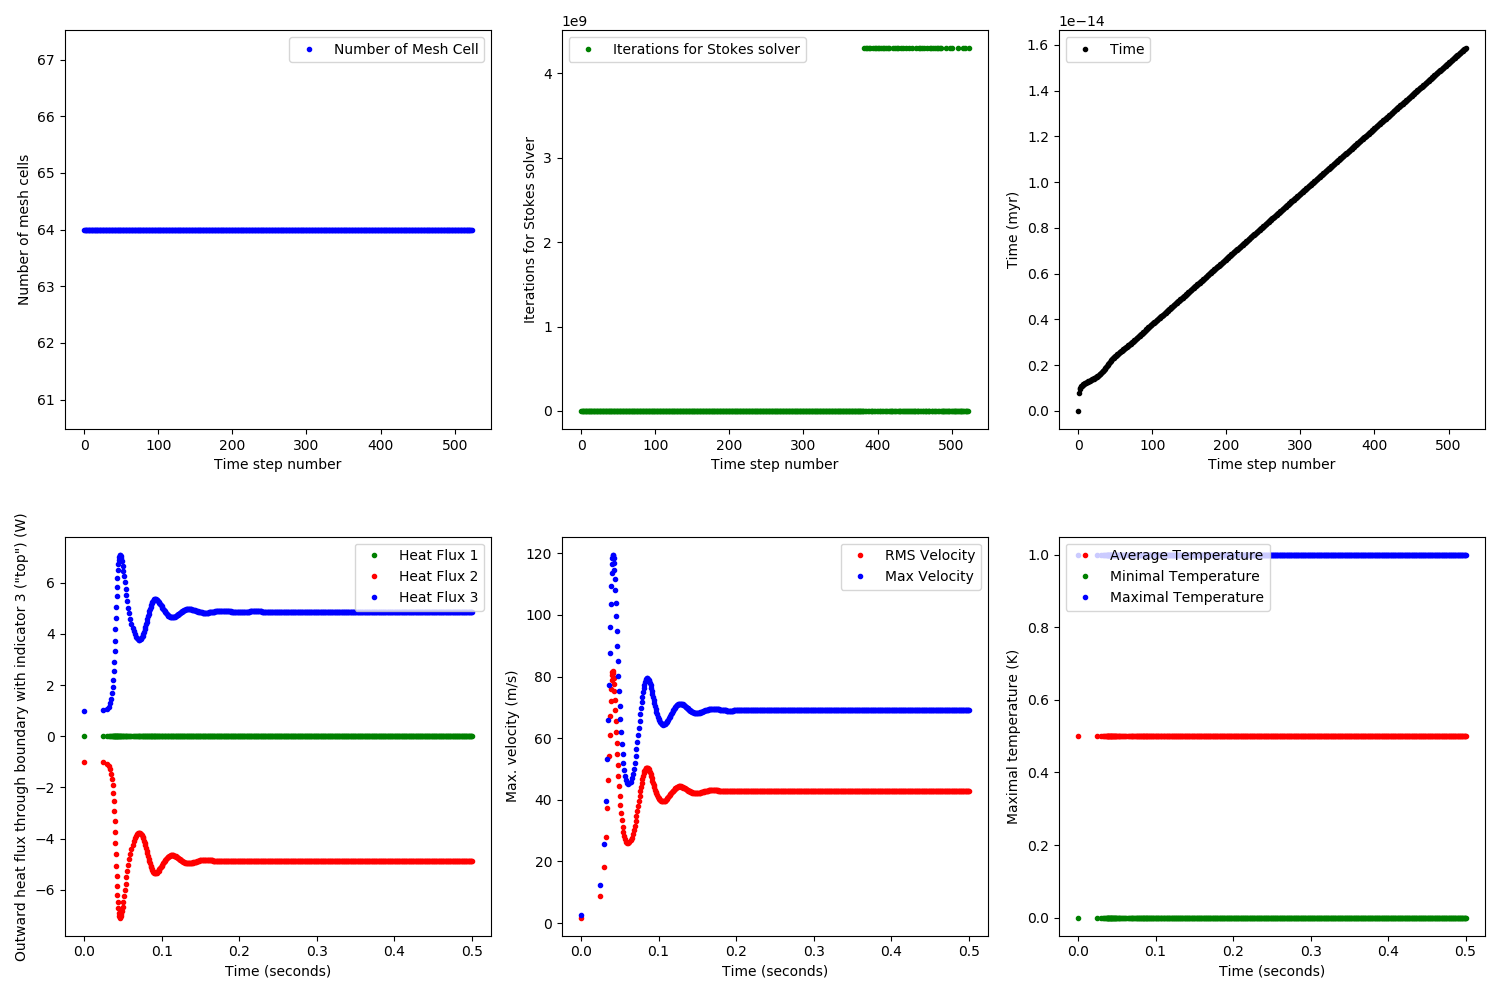 Number of Mesh Cell
67
66
65
64
63
62
61
Number of mesh cells
0 100 200 300 400 500
Time step number
1e9
Iterations for Stokes solver
4
3
2
1
0
Iterations for Stokes solver
0 100 200 300 400 500
Time step number
1e−14
Time
1.6
1.4
1.2
1.0
0.8
0.6
0.4
0.2
0.0
Time (myr)
0 100 200 300 400 500
Time step number
Heat Flux 1
Heat Flux 2
Heat Flux 3
6
4
2
0
−2
−4
−6
Outward heat flux through boundary with indicator 3 ("top") (W)
0.0 0.1 0.2 0.3 0.4 0.5
Time (seconds)
RMS Velocity
Max Velocity
120
100
80
60
40
20
0
Max. velocity (m/s)
0.0 0.1 0.2 0.3 0.4 0.5
Time (seconds)
Average Temperature
Minimal Temperature
Maximal Temperature
1.0
0.8
0.6
0.4
0.2
0.0
Maximal temperature (K)
0.0 0.1 0.2 0.3 0.4 0.5
Time (seconds)